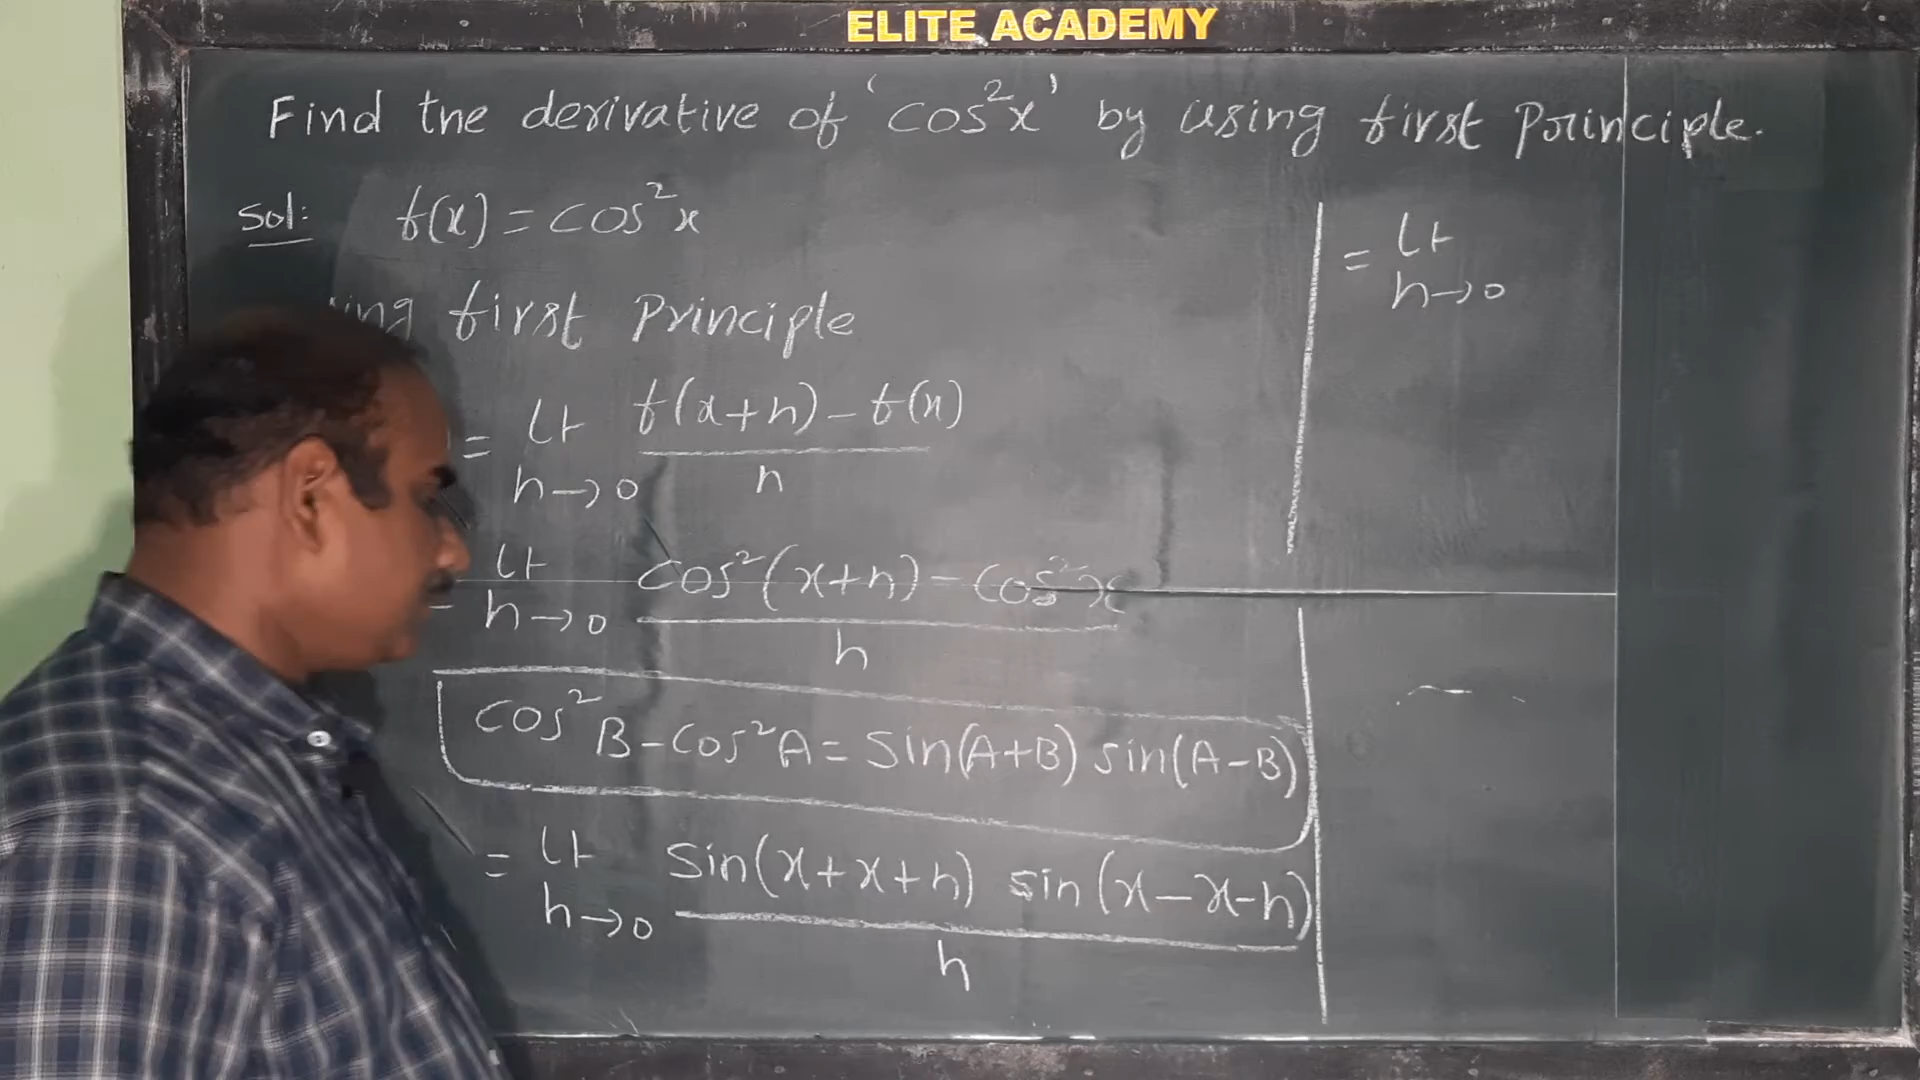 ELITE ACADEMY
Find the derivative of 'cos²x' by using first Principle.
Sol: f(x) = cos²x
first Principle
= Lt h→0 f(x+h) - f(x) / h
= Lt h→0 cos²(x+h) - cos²x / h
cos²B - cos²A = Sin(A+B) sin(A-B)
= Lt h→0 Sin(x+x+h) sin(x-x-h) / h
= Lt h→0